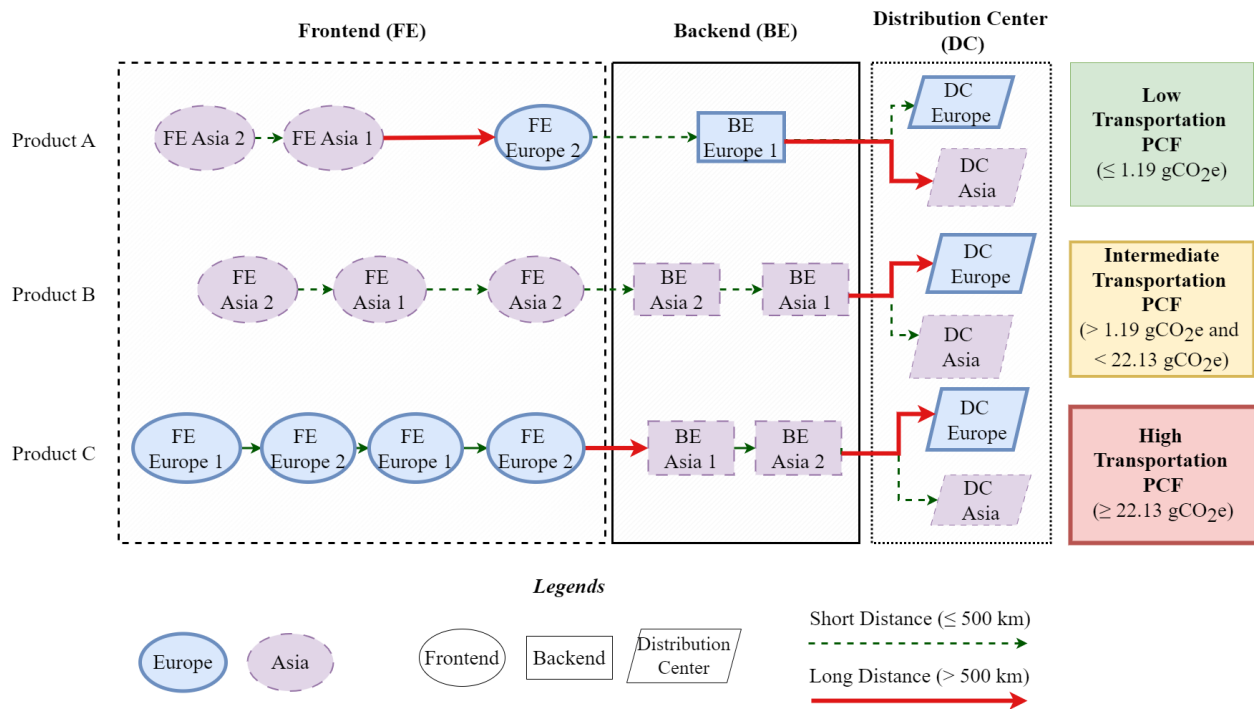 Frontend (FE)
Backend (BE)
Distribution Center
(DC)
Product A
FE Asia 2
FE Asia 1
FE
Europe 2
BE
Europe 1
DC
Europe
DC
Asia
Low
Transportation
PCF
(≤ 1.19 gCO2e)
Product B
FE
Asia 2
FE
Asia 1
FE
Asia 2
BE
Asia 2
BE
Asia 1
DC
Europe
DC
Asia
Intermediate
Transportation
PCF
(> 1.19 gCO2e and
< 22.13 gCO2e)
Product C
FE
Europe 1
FE
Europe 2
FE
Europe 1
FE
Europe 2
BE
Asia 1
BE
Asia 2
DC
Europe
DC
Asia
High
Transportation
PCF
(≥ 22.13 gCO2e)
Legends
Europe
Asia
Frontend
Backend
Distribution
Center
Short Distance (≤ 500 km)
Long Distance (> 500 km)